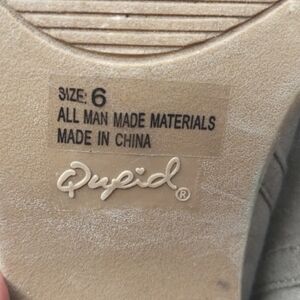 SIZE: 6
ALL MAN MADE MATERIALS
MADE IN CHINA
Qupid®